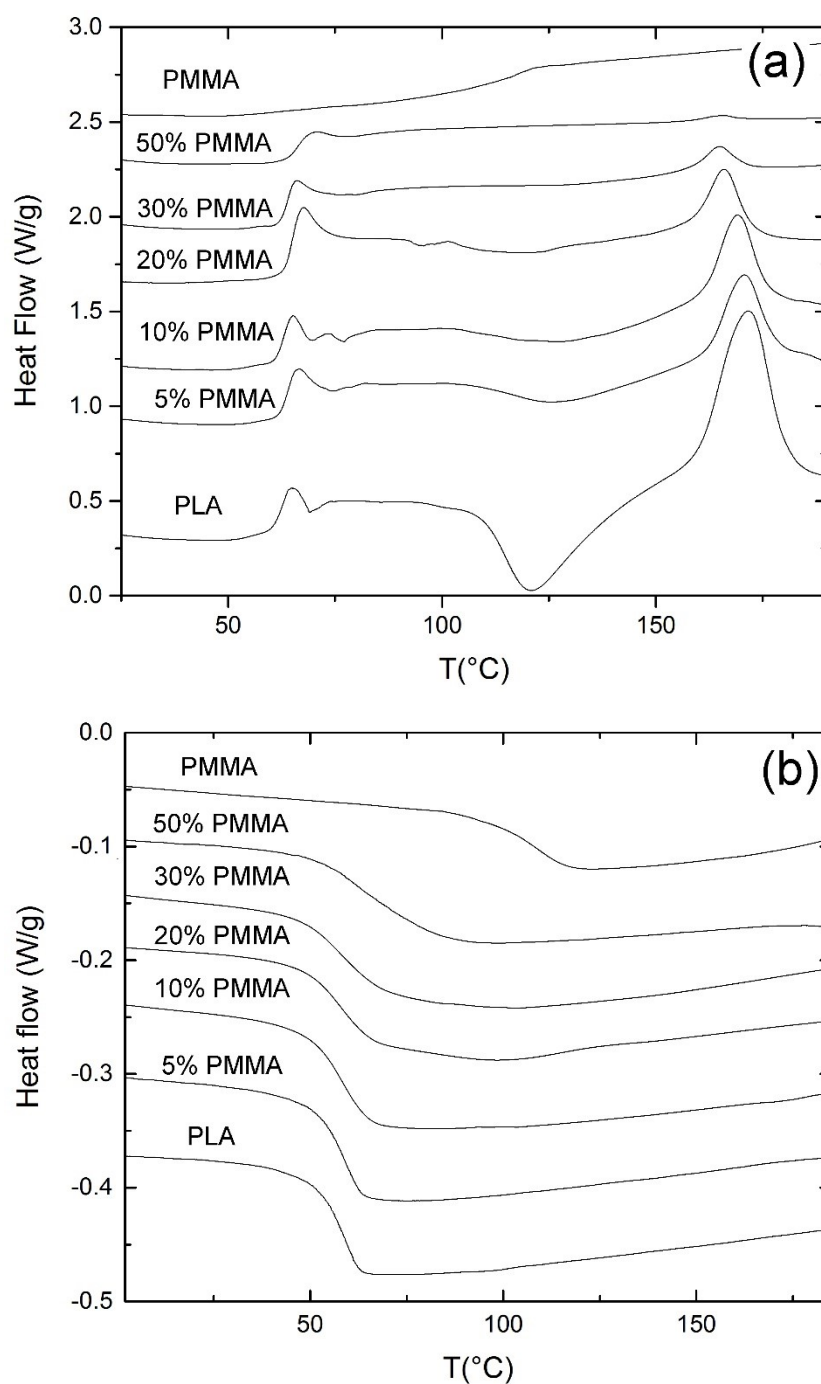 (a)
3.0
PMMA
2.5
50% PMMA
30% PMMA
2.0
20% PMMA
1.5
10% PMMA
1.0
5% PMMA
0.5
PLA
0.0
50
100
150
Heat Flow (W/g)
T(°C)
(b)
0.0
PMMA
50% PMMA
-0.1
30% PMMA
-0.2
20% PMMA
10% PMMA
-0.3
5% PMMA
PLA
-0.4
-0.5
50
100
150
Heat flow (W/g)
T(°C)